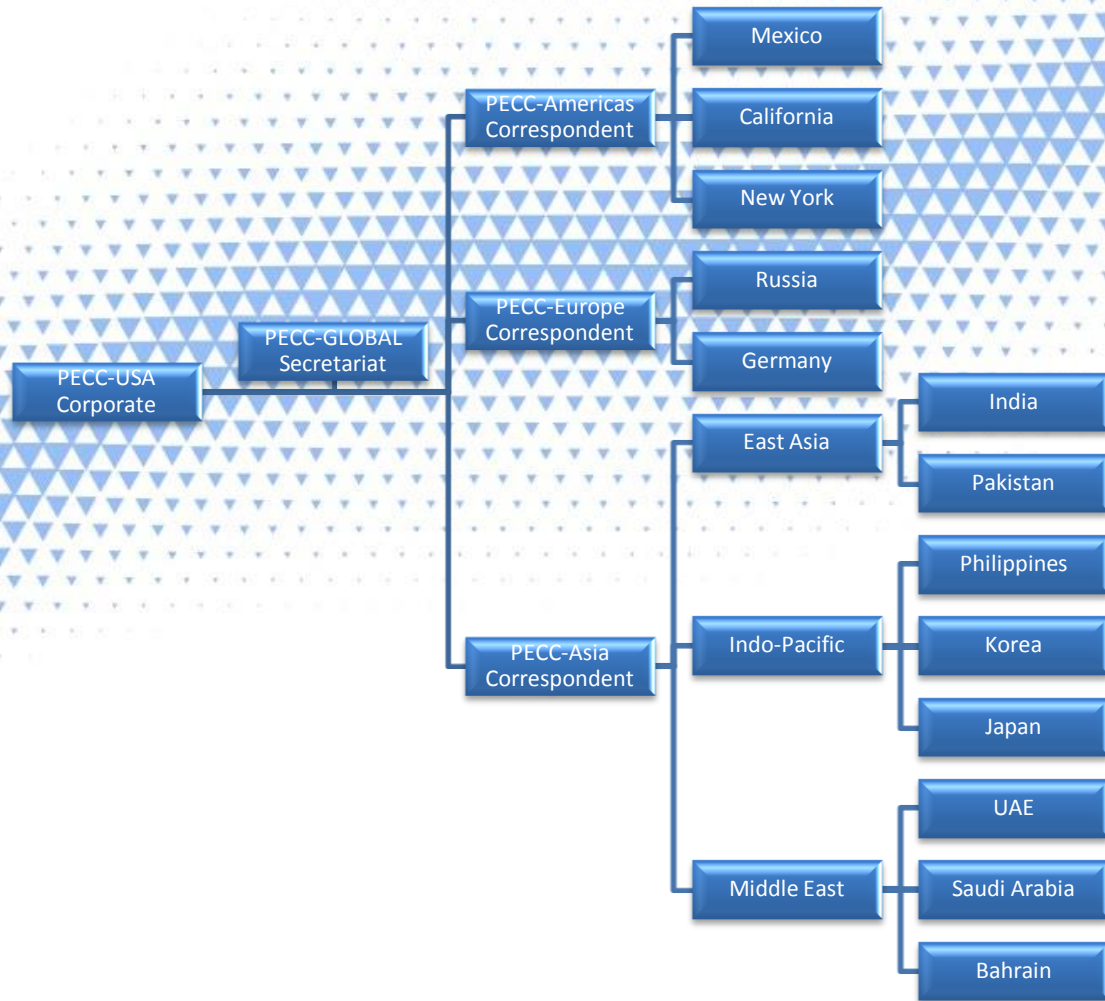 Mexico
PECC-Americas
Correspondent
California
New York
Russia
PECC-Europe
Correspondent
Germany
PECC-GLOBAL
Secretariat
PECC-USA
Corporate
India
East Asia
Pakistan
Philippines
PECC-Asia
Correspondent
Indo-Pacific
Korea
Japan
UAE
Middle East
Saudi Arabia
Bahrain